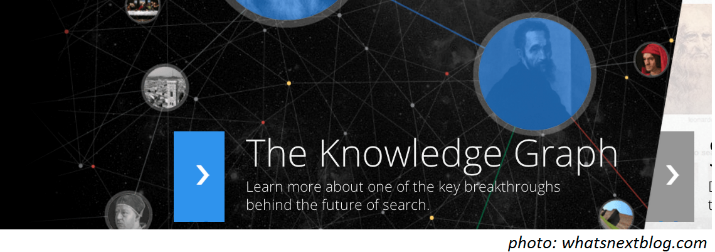 The Knowledge Graph
Learn more about one of the key breakthroughs
behind the future of search.
photo: whatsnextblog.com